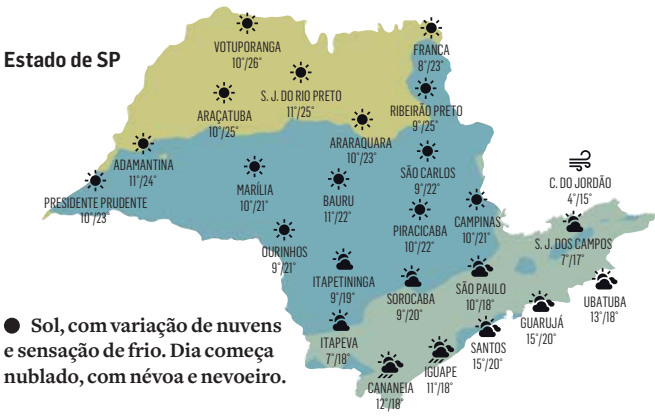 Estado de SP
VOTUPORANGA
10°/26°
FRANCA
8°/23°
S. J. DO RIO PRETO
11°/25°
ARAÇATUBA
10°/25°
RIBEIRÃO PRETO
9°/25°
ARARAQUARA
10°/23°
ADAMANTINA
11°/24°
SÃO CARLOS
9°/22°
C. DO JORDÃO
4°/15°
PRESIDENTE PRUDENTE
10°/23°
MARÍLIA
10°/21°
BAURU
11°/22°
PIRACICABA
10°/22°
CAMPINAS
10°/21°
S. J. DOS CAMPOS
7°/17°
OURINHOS
9°/21°
ITAPETININGA
9°/19°
SOROCABA
9°/20°
SÃO PAULO
10°/18°
UBATUBA
13°/18°
GUARUJÁ
15°/20°
ITAPEVA
7°/18°
SANTOS
15°/20°
IGUAPE
11°/18°
CANANEIA
12°/18°
Sol, com variação de nuvens
e sensação de frio. Dia começa
nublado, com névoa e nevoeiro.